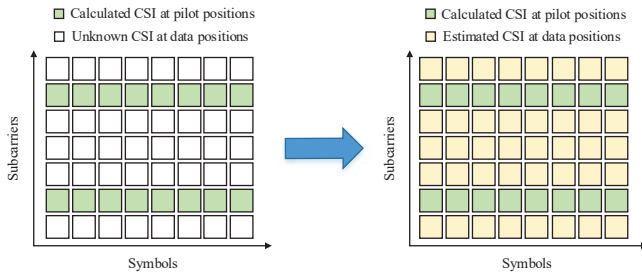 Calculated CSI at pilot positions
Unknown CSI at data positions
Subcarriers
Symbols
Calculated CSI at pilot positions
Estimated CSI at data positions
Subcarriers
Symbols